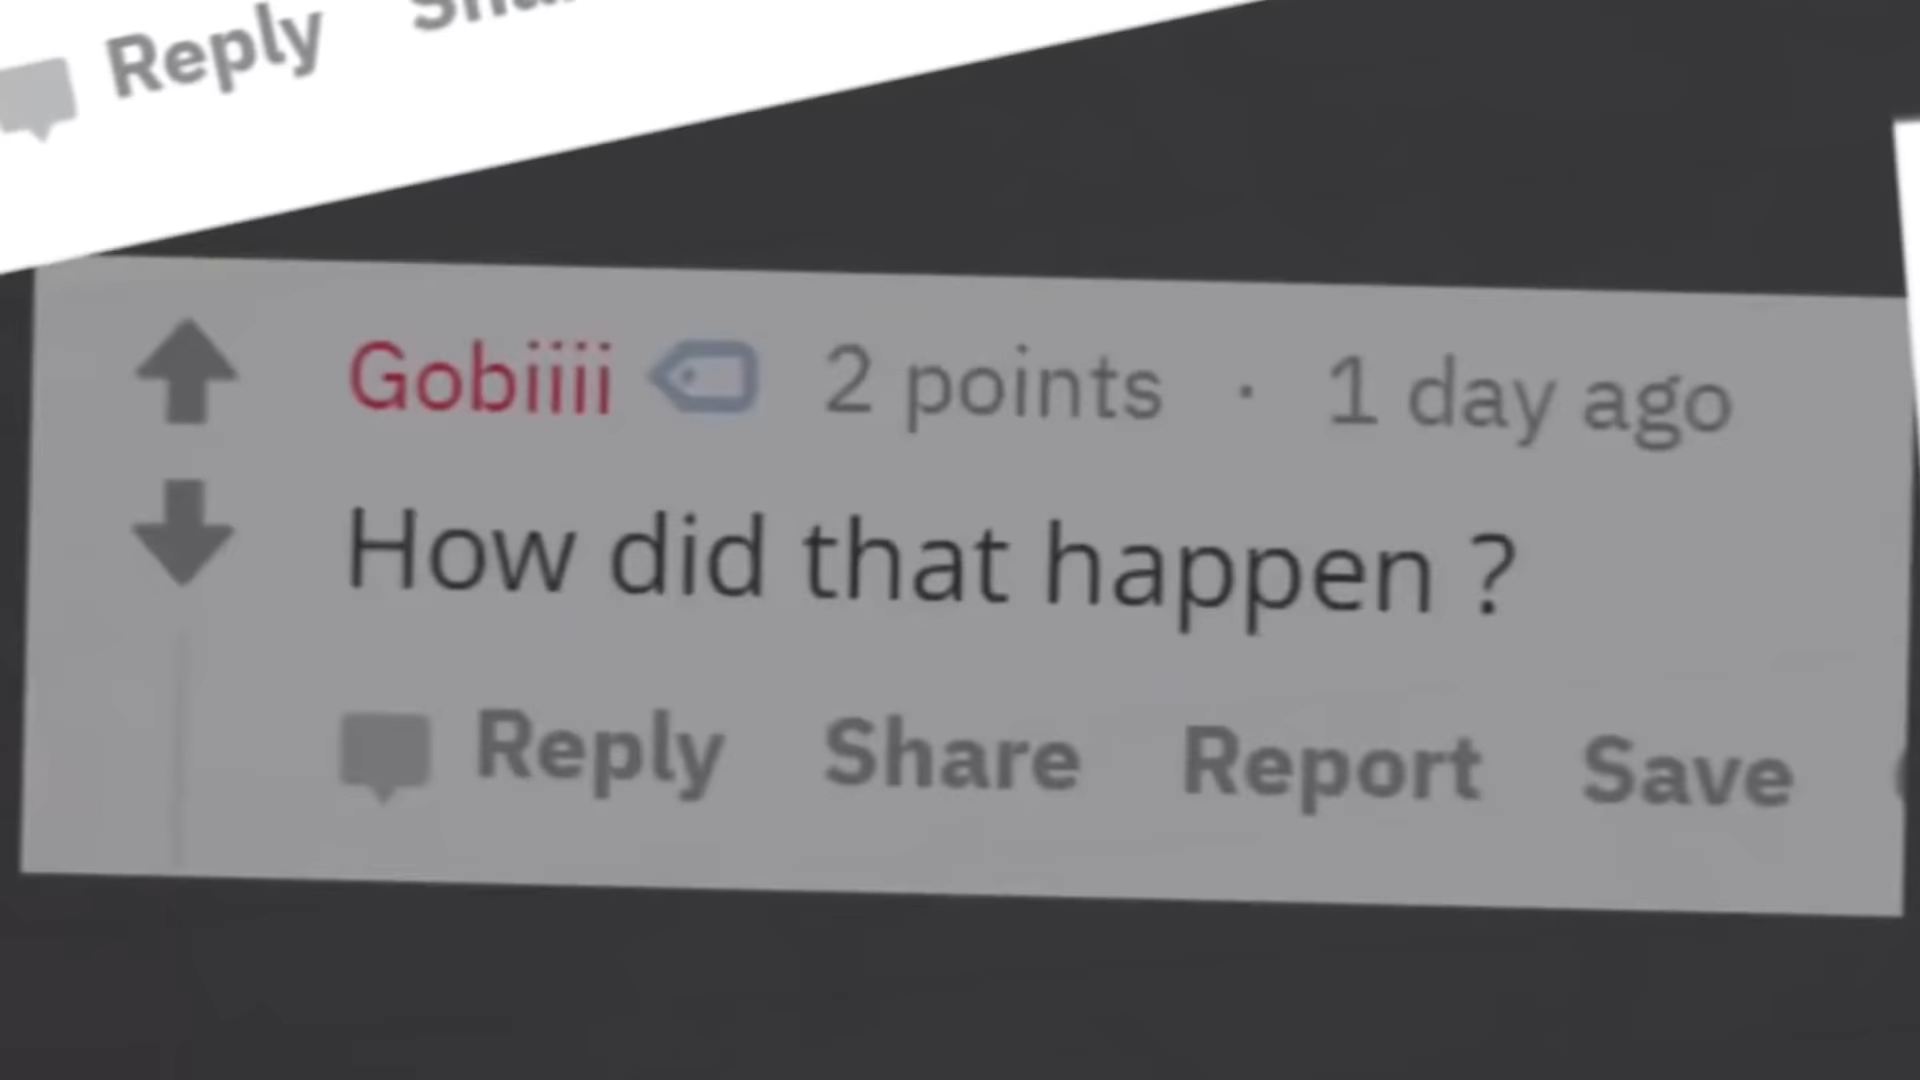 Reply
Gobiiii 2 points · 1 day ago
How did that happen ?
Reply Share Report Save